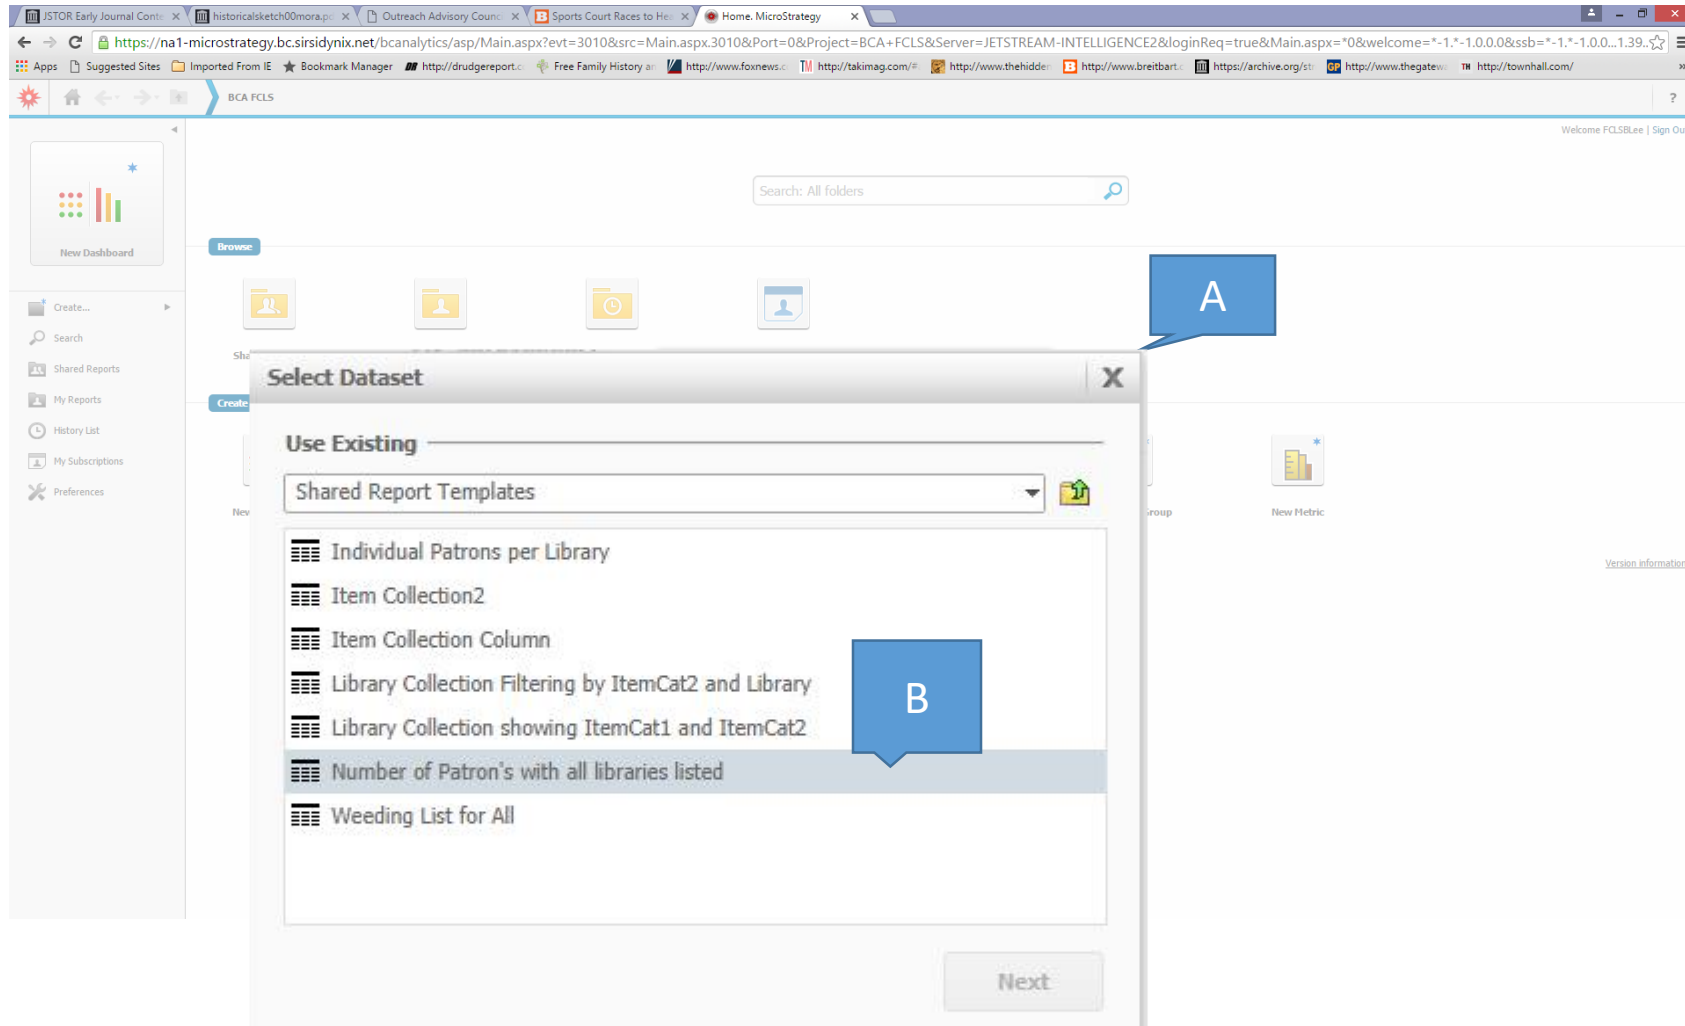 JSTOR Early Journal Conte
historicalsketch00mora.pd
Outreach Advisory Counc
Sports Court Races to Hea
Home. MicroStrategy
https://na1-microstrategy.bc.sirsidynix.net/bcanalytics/asp/Main.aspx?evt=3010&src=Main.aspx.3010&Port=0&Project=BCA+FCLS&Server=JETSTREAM-INTELLIGENCE2&loginReq=true&Main.aspx=*0&welcome=*-1.*-1.0.0.0&ssb=*-1.*-1.0.0...1.39..
Apps Suggested Sites Imported From IE Bookmark Manager http://drudgereport.c Free Family History an http://www.foxnews.c http://takimag.com/# http://www.thehidden http://www.breitbart.c https://archive.org/str http://www.thegatew http://townhall.com/
BCA FCLS
?
Welcome FCLSBLee | Sign Ou
Search: All folders
New Dashboard
Browse
A
Create...
Search
Shared Reports
My Reports
History List
My Subscriptions
Preferences
Sha
Select Dataset
X
Create
Use Existing
Shared Report Templates
New
roup
New Metric
Individual Patrons per Library
Version information
Item Collection2
Item Collection Column
Library Collection Filtering by ItemCat2 and Library
B
Library Collection showing ItemCat1 and ItemCat2
Number of Patron's with all libraries listed
Weeding List for All
Next